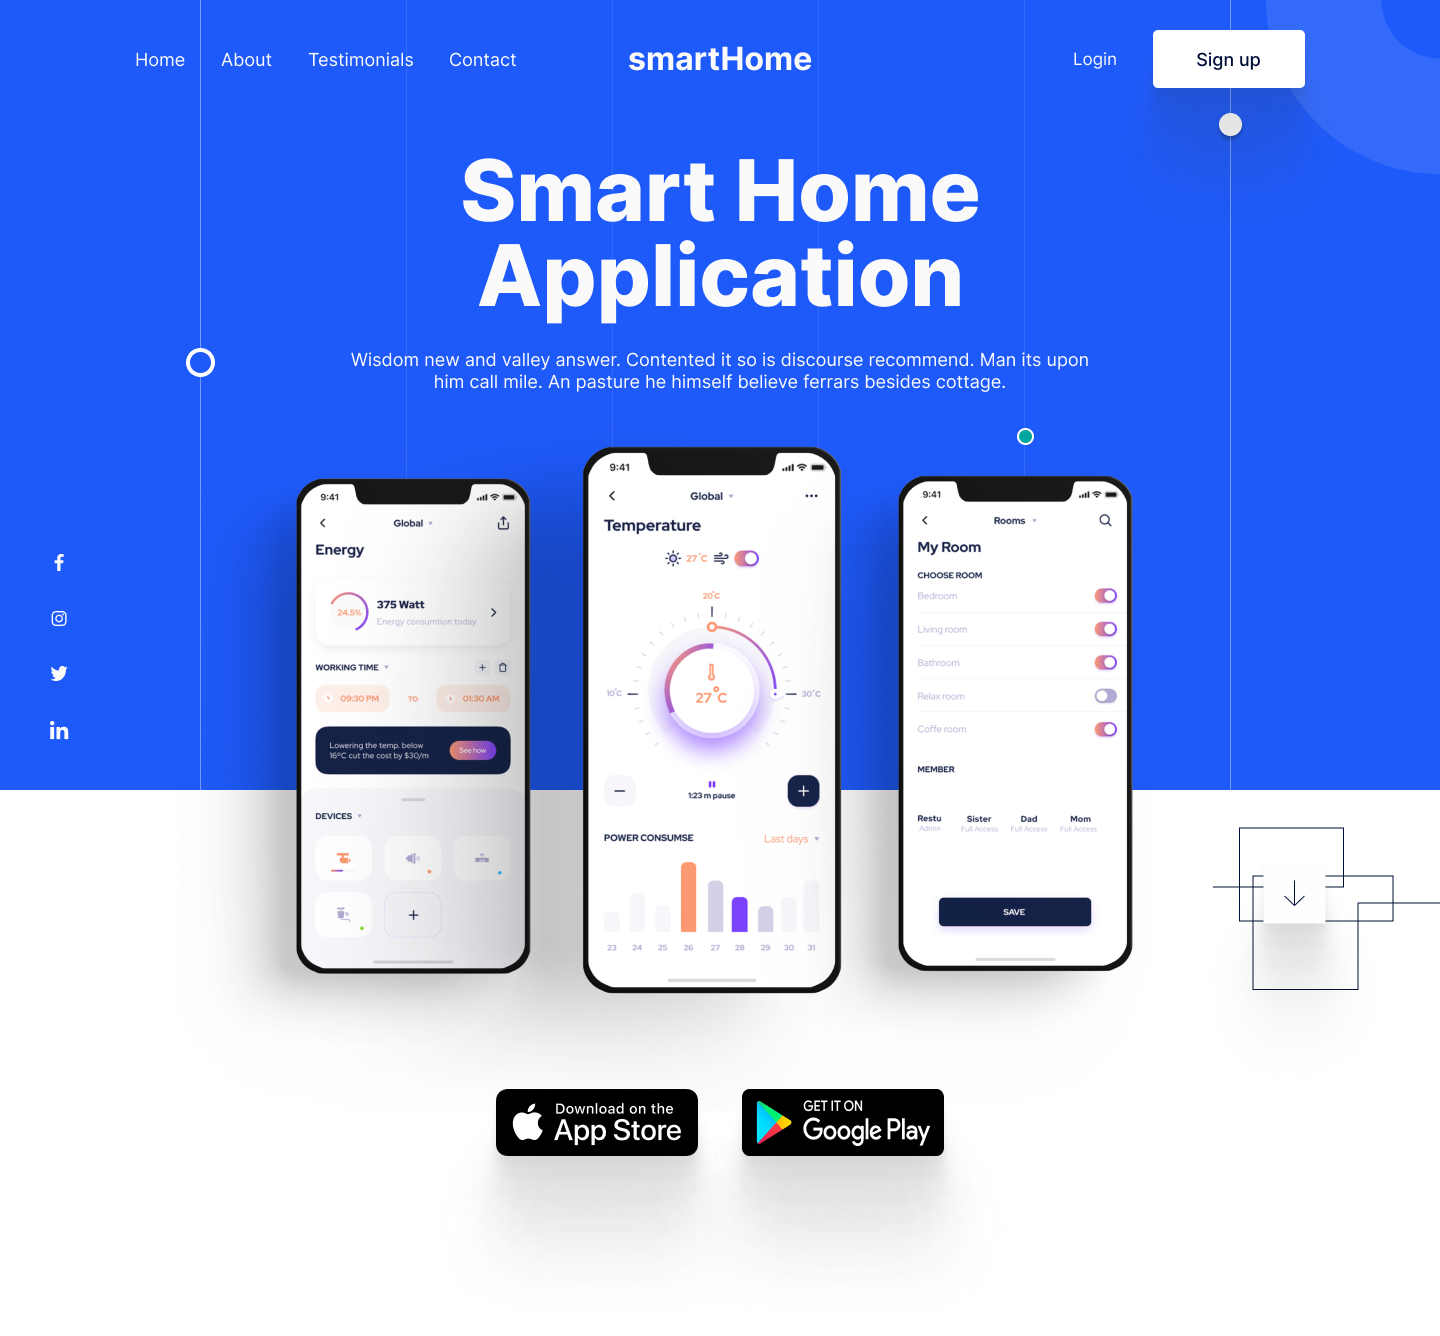 Home About Testimonials Contact smartHome Login Sign up
Smart Home
Application
Wisdom new and valley answer. Contented it so is discourse recommend. Man its upon
him call mile. An pasture he himself believe ferrars besides cottage.
9:41
Global
Energy
24.5%
375 Watt
Energy consumtion today
WORKING TIME
09:30 PM TO 01:30 AM
Lowering the temp. below
16°C cut the cost by $30/m
See how
DEVICES
9:41
Global
Temperature
27°C
20°C
10°C
27°C
30°C
1:23 m pause
POWER CONSUMSE Last days
23 24 25 26 27 28 29 30 31
9:41
Rooms
My Room
CHOOSE ROOM
Bedroom
Living room
Bathroom
Relax room
Coffe room
MEMBER
Restu Sister Dad Mom
Admin Full Access Full Access Full Access
SAVE
Download on the
App Store
GET IT ON
Google Play